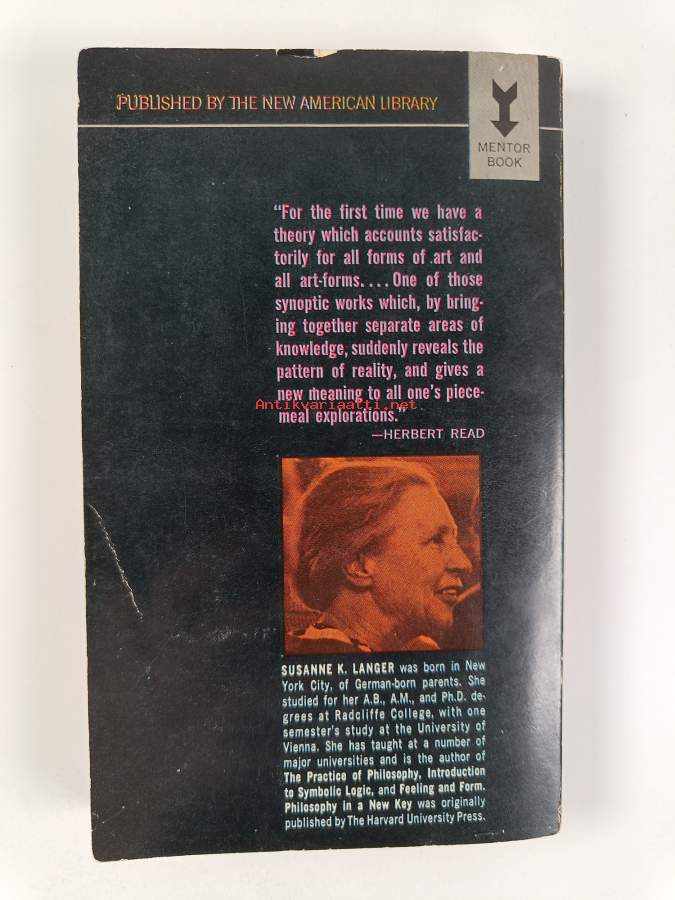 PUBLISHED BY THE NEW AMERICAN LIBRARY
MENTOR
BOOK
"For the first time we have a
theory which accounts satisfac-
torily for all forms of art and
all art-forms.... One of those
synoptic works which, by bring-
ing together separate areas of
knowledge, suddenly reveals the
pattern of reality, and gives a
new meaning to all one's piece-
Antikvariaatti.net
meal explorations."
—HERBERT READ
SUSANNE K. LANGER was born in New
York City, of German-born parents. She
studied for her A.B., A.M., and Ph.D. de-
grees at Radcliffe College, with one
semester's study at the University of
Vienna. She has taught at a number of
major universities and is the author of
The Practice of Philosophy, Introduction
to Symbolic Logic, and Feeling and Form.
Philosophy in a New Key was originally
published by The Harvard University Press.